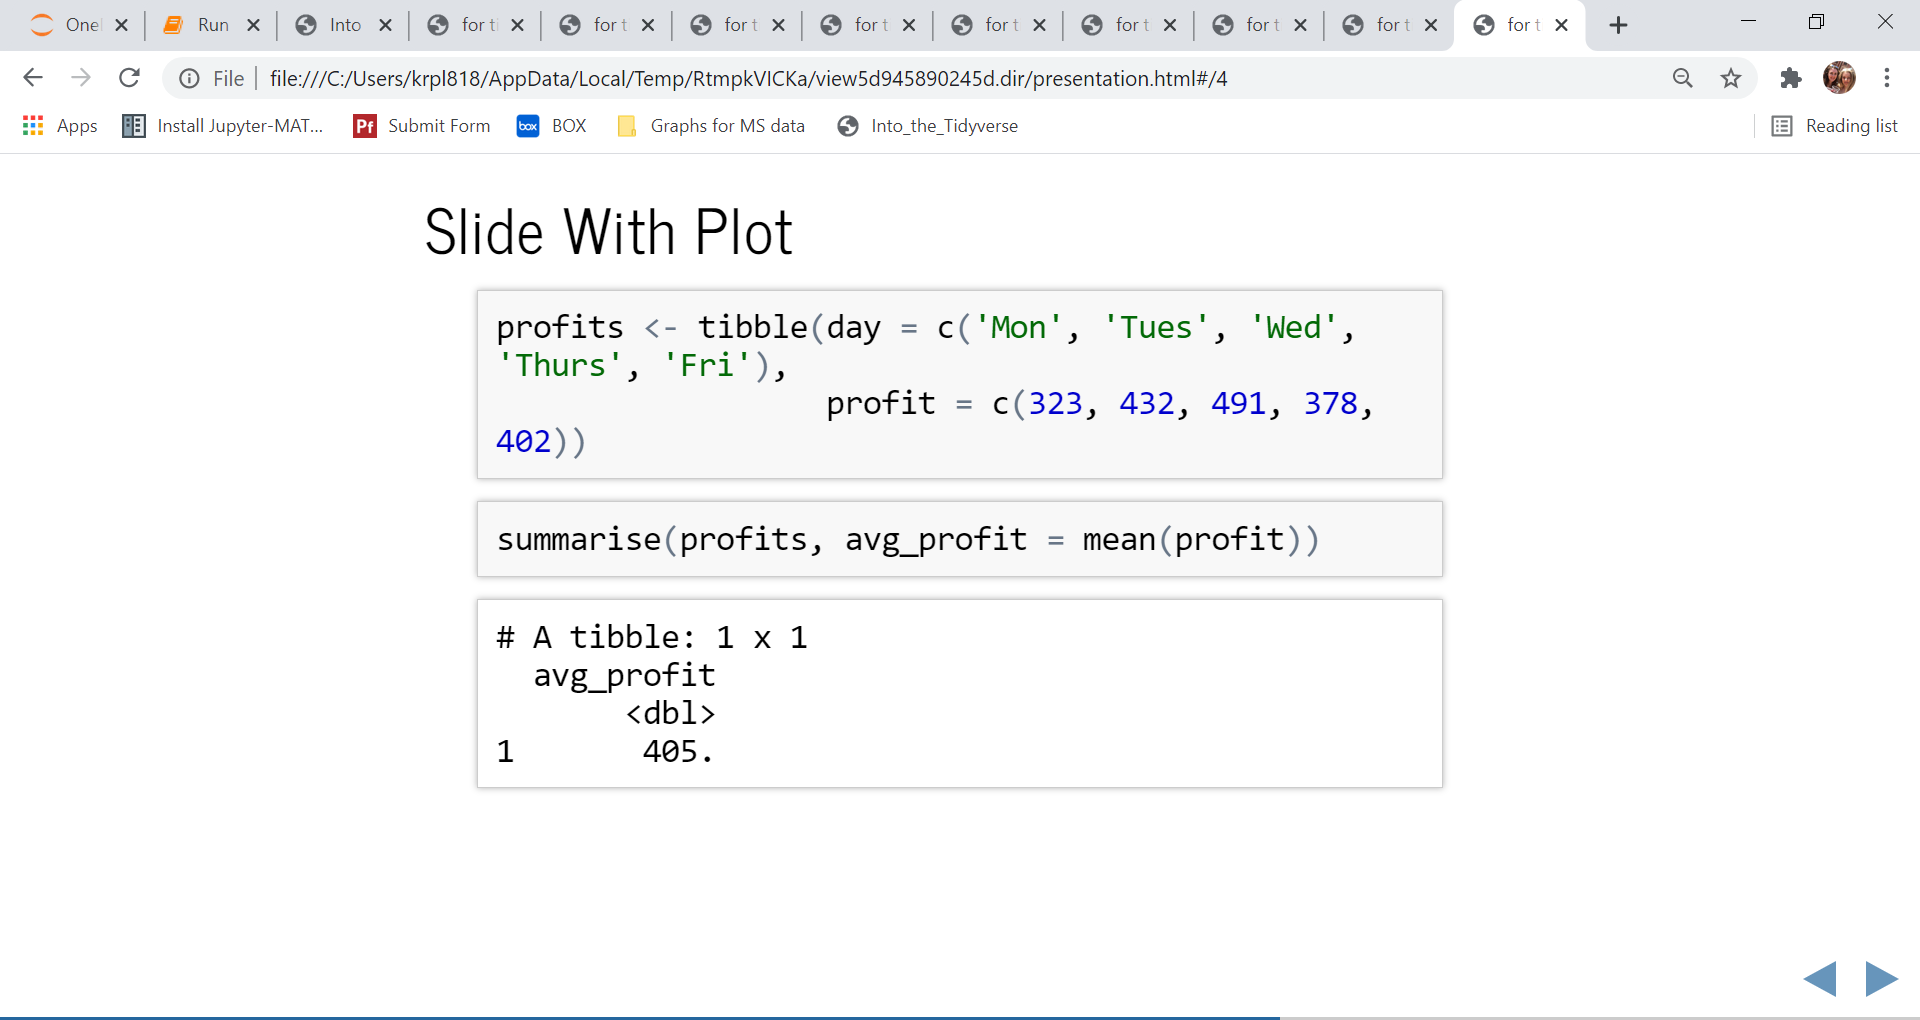 One
Run
Into
for ti
for t
for t
for t
for t
for t
for t
for t
for t
File
file:///C:/Users/krpl818/AppData/Local/Temp/RtmpkVICKa/view5d945890245d.dir/presentation.html#/4
Apps
Install Jupyter-MAT...
Pf
Submit Form
box
BOX
Graphs for MS data
Into_the_Tidyverse
Reading list
Slide With Plot
profits <- tibble(day = c('Mon', 'Tues', 'Wed',
'Thurs', 'Fri'),
profit = c(323, 432, 491, 378,
402))
summarise(profits, avg_profit = mean(profit))
# A tibble: 1 x 1
avg_profit
<dbl>
1 405.